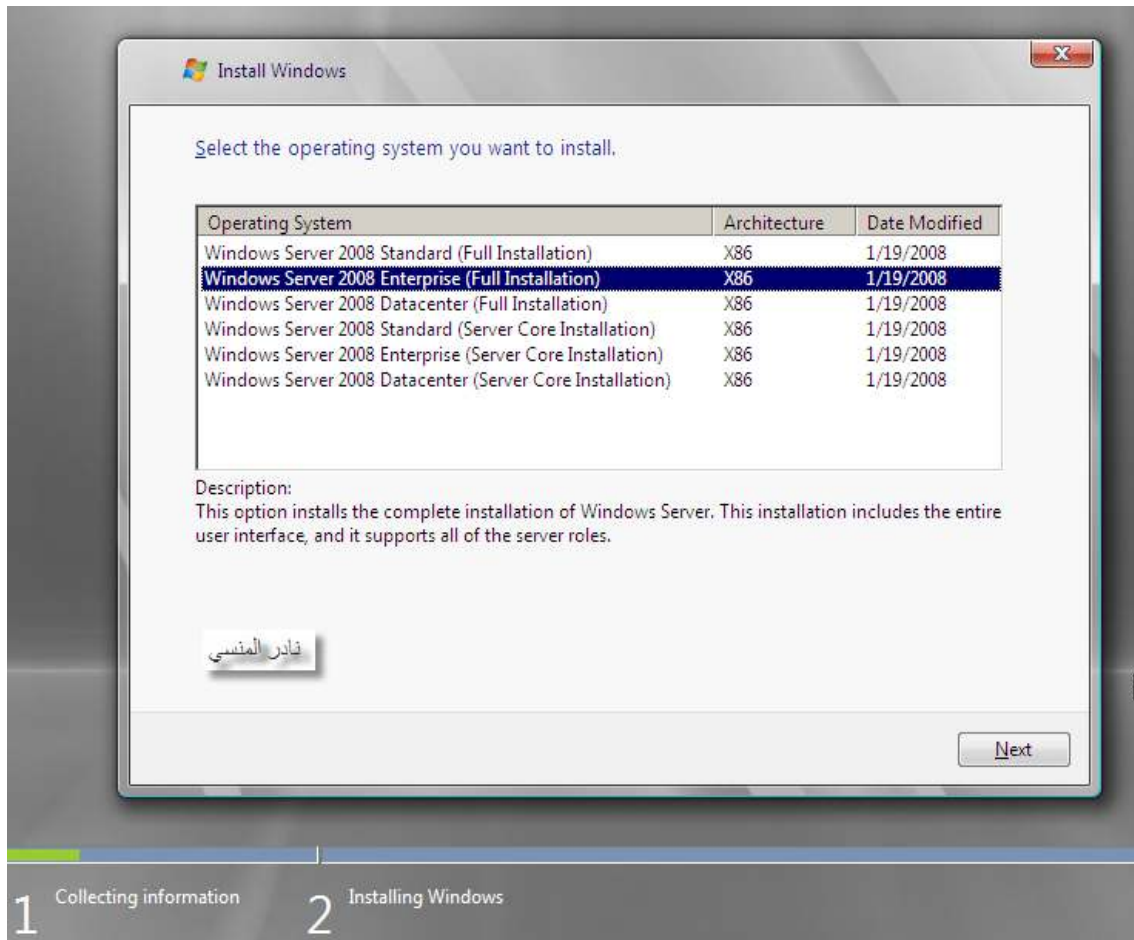 Install Windows
Select the operating system you want to install.
Operating System Architecture Date Modified
Windows Server 2008 Standard (Full Installation) X86 1/19/2008
Windows Server 2008 Enterprise (Full Installation) X86 1/19/2008
Windows Server 2008 Datacenter (Full Installation) X86 1/19/2008
Windows Server 2008 Standard (Server Core Installation) X86 1/19/2008
Windows Server 2008 Enterprise (Server Core Installation) X86 1/19/2008
Windows Server 2008 Datacenter (Server Core Installation) X86 1/19/2008
Description:
This option installs the complete installation of Windows Server. This installation includes the entire
user interface, and it supports all of the server roles.
نادر المنسي
Next
1 Collecting information 2 Installing Windows